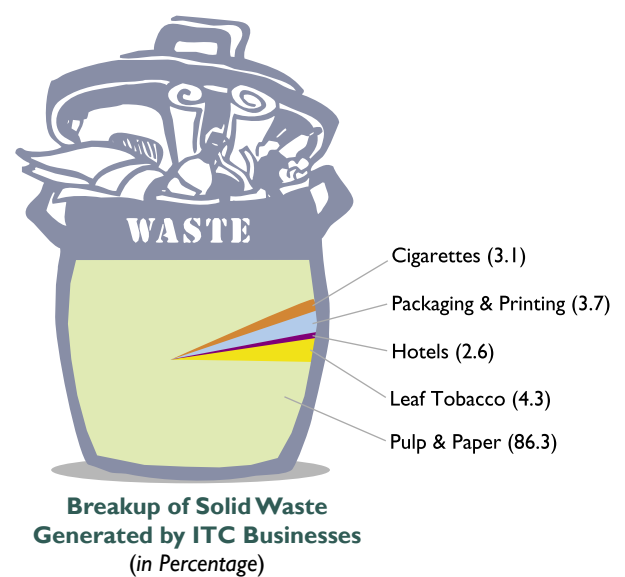 WASTE
Cigarettes (3.1)
Packaging & Printing (3.7)
Hotels (2.6)
Leaf Tobacco (4.3)
Pulp & Paper (86.3)
Breakup of Solid Waste
Generated by ITC Businesses
(in Percentage)